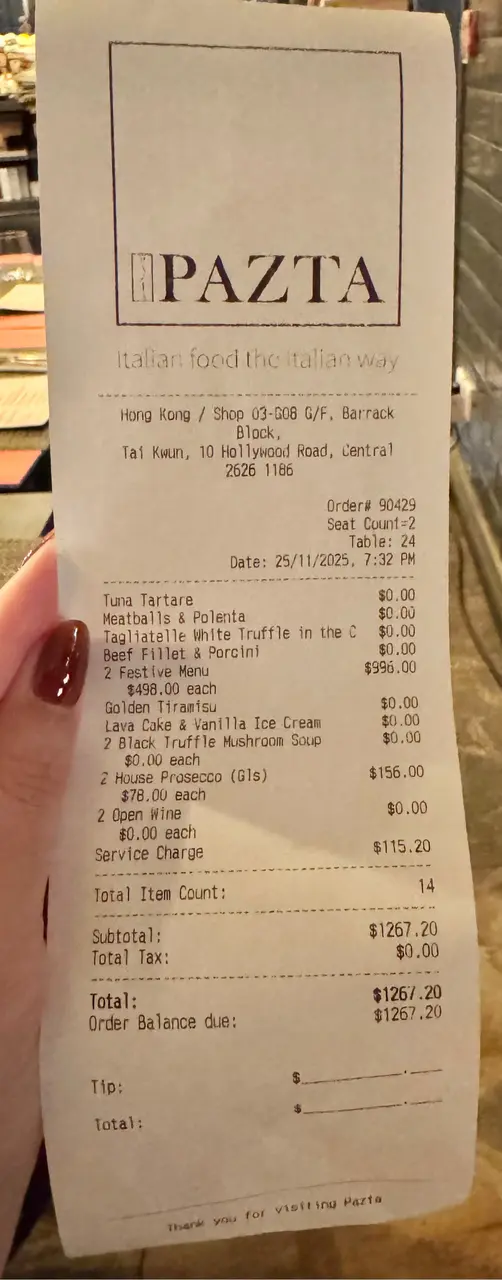 PAZTA
Italian food the italian way
Hong Kong / Shop 03-G08 G/F, Barrack
Block,
Tai Kwun, 10 Hollywood Road, Central
2626 1186
Order# 90429
Seat Count=2
Table: 24
Date: 25/11/2025, 7:32 PM
Tuna Tartare $0.00
Meatballs & Polenta $0.00
Tagliatelle White Truffle in the C $0.00
Beef Fillet & Porcini $0.00
2 Festive Menu $996.00
$498.00 each
Golden Tiramisu $0.00
Lava Cake & Vanilla Ice Cream $0.00
2 Black Truffle Mushroom Soup $0.00
$0.00 each
2 House Prosecco (Gls) $156.00
$78.00 each
2 Open Wine $0.00
$0.00 each
Service Charge $115.20
Total Item Count: 14
Subtotal: $1267.20
Total Tax: $0.00
Total: $1267.20
Order Balance due: $1267.20
Tip: $
Total: $
Thank you for visiting Pazta